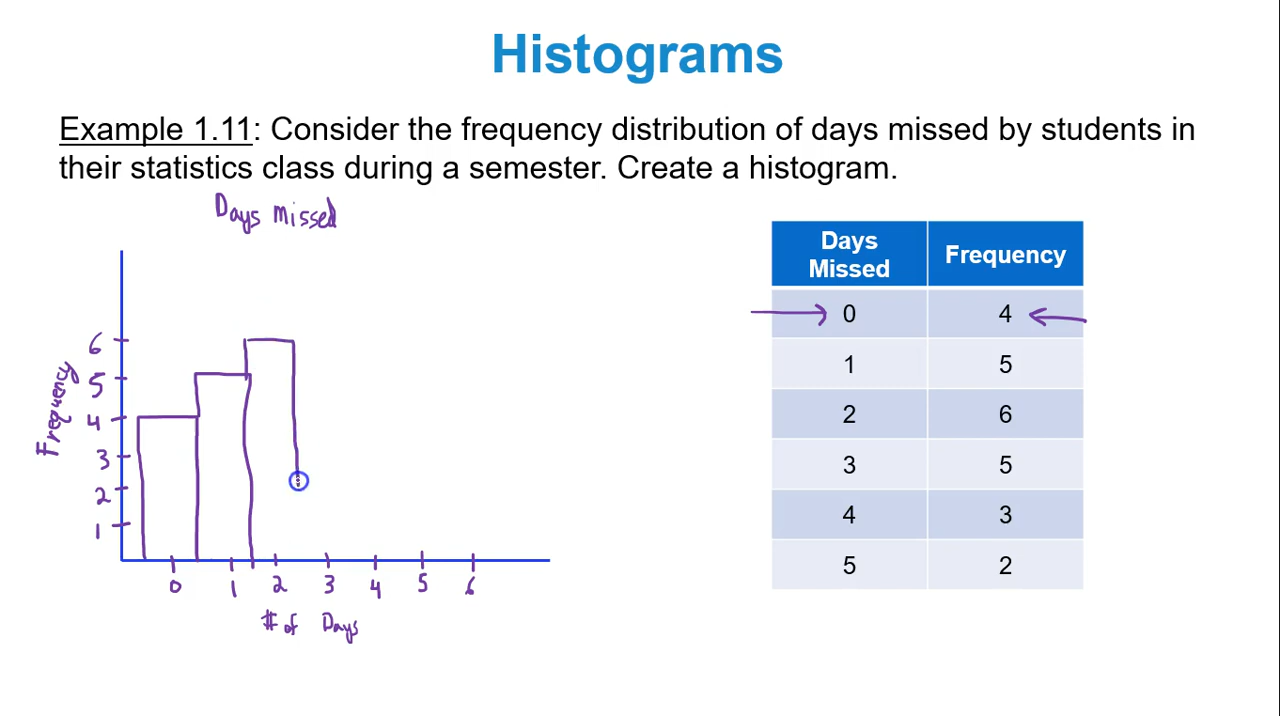 Histograms
Example 1.11: Consider the frequency distribution of days missed by students in
their statistics class during a semester. Create a histogram.
Days Missed
Frequency
6
5
4
3
2
1
0 1 2 3 4 5 6
# of Days
Days Missed Frequency
0 4
1 5
2 6
3 5
4 3
5 2